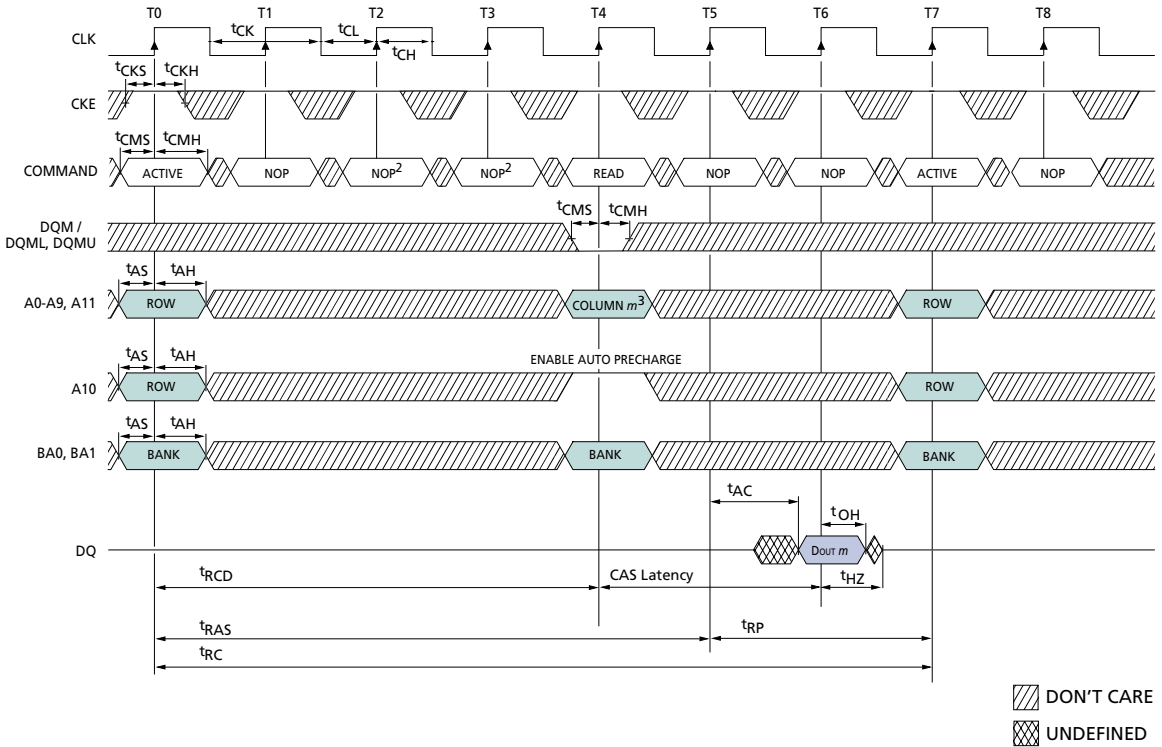 T0 T1 T2 T3 T4 T5 T6 T7 T8
CLK
tCK tCL
tCH
tCKS tCKH
CKE
tCMS tCMH
COMMAND ACTIVE NOP NOP2 NOP2 READ NOP NOP ACTIVE NOP
tCMS tCMH
DQM /
DQML, DQMU
tAS tAH
A0-A9, A11 ROW COLUMN m3 ROW
ENABLE AUTO PRECHARGE
tAS tAH
A10 ROW ROW
tAS tAH
BA0, BA1 BANK BANK BANK
tAC
tOH
DQ DOUT m
tRCD CAS Latency tHZ
tRAS tRP
tRC
DON'T CARE
UNDEFINED